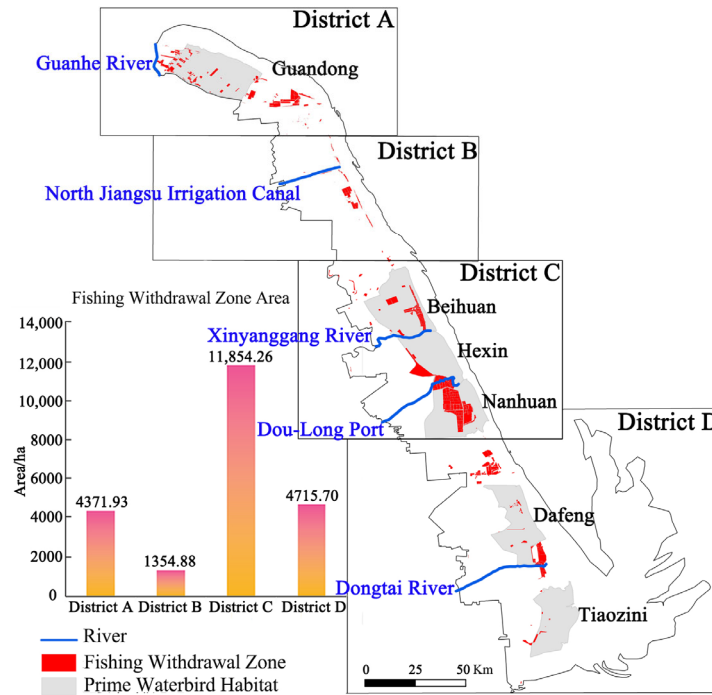 District A
Guanhe River
Guandong
District B
North Jiangsu Irrigation Canal
District C
Fishing Withdrawal Zone Area
Beihuan
Xinyanggang River
Hexin
Nanhuan
Dou-Long Port
District D
Dafeng
Dongtai River
Tiaozini
Area/ha
14,000
12,000
10,000
8000
6000
4000
2000
0
4371.93
1354.88
11,854.26
4715.70
District A
District B
District C
District D
River
Fishing Withdrawal Zone
Prime Waterbird Habitat
0 25 50 Km